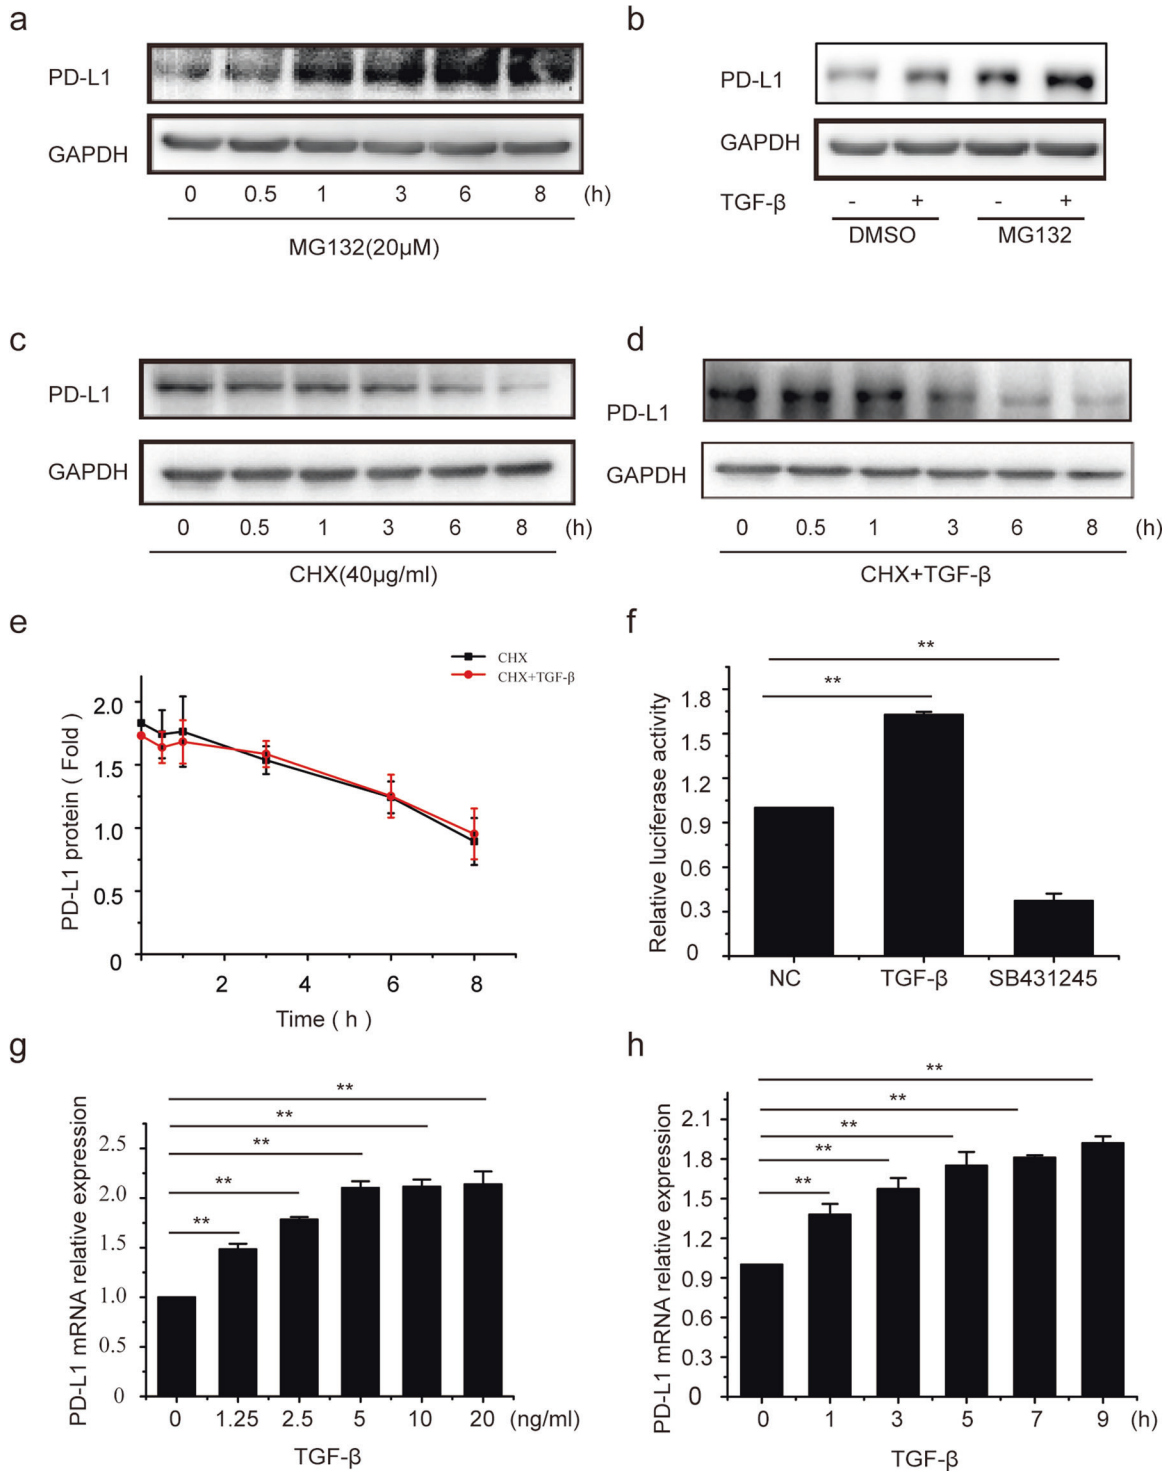 a
PD-L1
GAPDH
0 0.5 1 3 6 8 (h)
MG132(20μM)
b
PD-L1
GAPDH
TGF-β - + - +
DMSO MG132
c
PD-L1
GAPDH
0 0.5 1 3 6 8 (h)
CHX(40μg/ml)
d
PD-L1
GAPDH
0 0.5 1 3 6 8 (h)
CHX+TGF-β
e
CHX
CHX+TGF-β
PD-L1 protein ( Fold )
2.0
1.5
1.0
0.5
0
2 4 6 8
Time ( h )
f
**
**
Relative luciferase activity
1.8
1.5
1.2
0.9
0.6
0.3
0
NC TGF-β SB431245
g
**
**
**
**
**
PD-L1 mRNA relative expression
2.5
2.0
1.5
1.0
0.5
0
0 1.25 2.5 5 10 20 (ng/ml)
TGF-β
h
**
**
**
**
**
PD-L1 mRNA relative expression
2.1
1.8
1.5
1.2
0.9
0.6
0.3
0
0 1 3 5 7 9 (h)
TGF-β